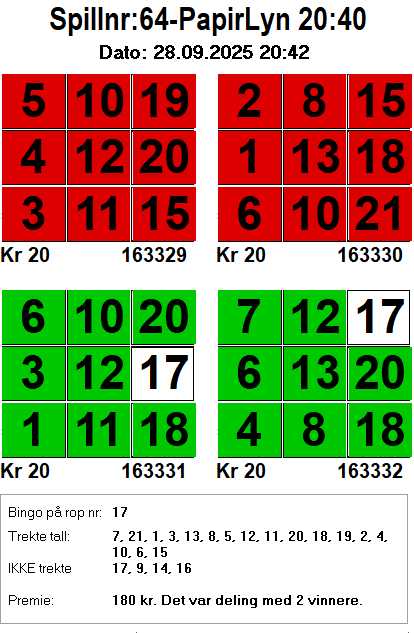 Spillnr:64-PapirLyn 20:40
Dato: 28.09.2025 20:42
5 10 19 2 8 15
4 12 20 1 13 18
3 11 15 6 10 21
Kr 20 163329 Kr 20 163330
6 10 20 7 12 17
3 12 17 6 13 20
1 11 18 4 8 18
Kr 20 163331 Kr 20 163332
Bingo på rop nr: 17
Trekte tall: 7, 21, 1, 3, 13, 8, 5, 12, 11, 20, 18, 19, 2, 4,
10, 6, 15
IKKE trekte 17, 9, 14, 16
Premie: 180 kr. Det var deling med 2 vinnere.